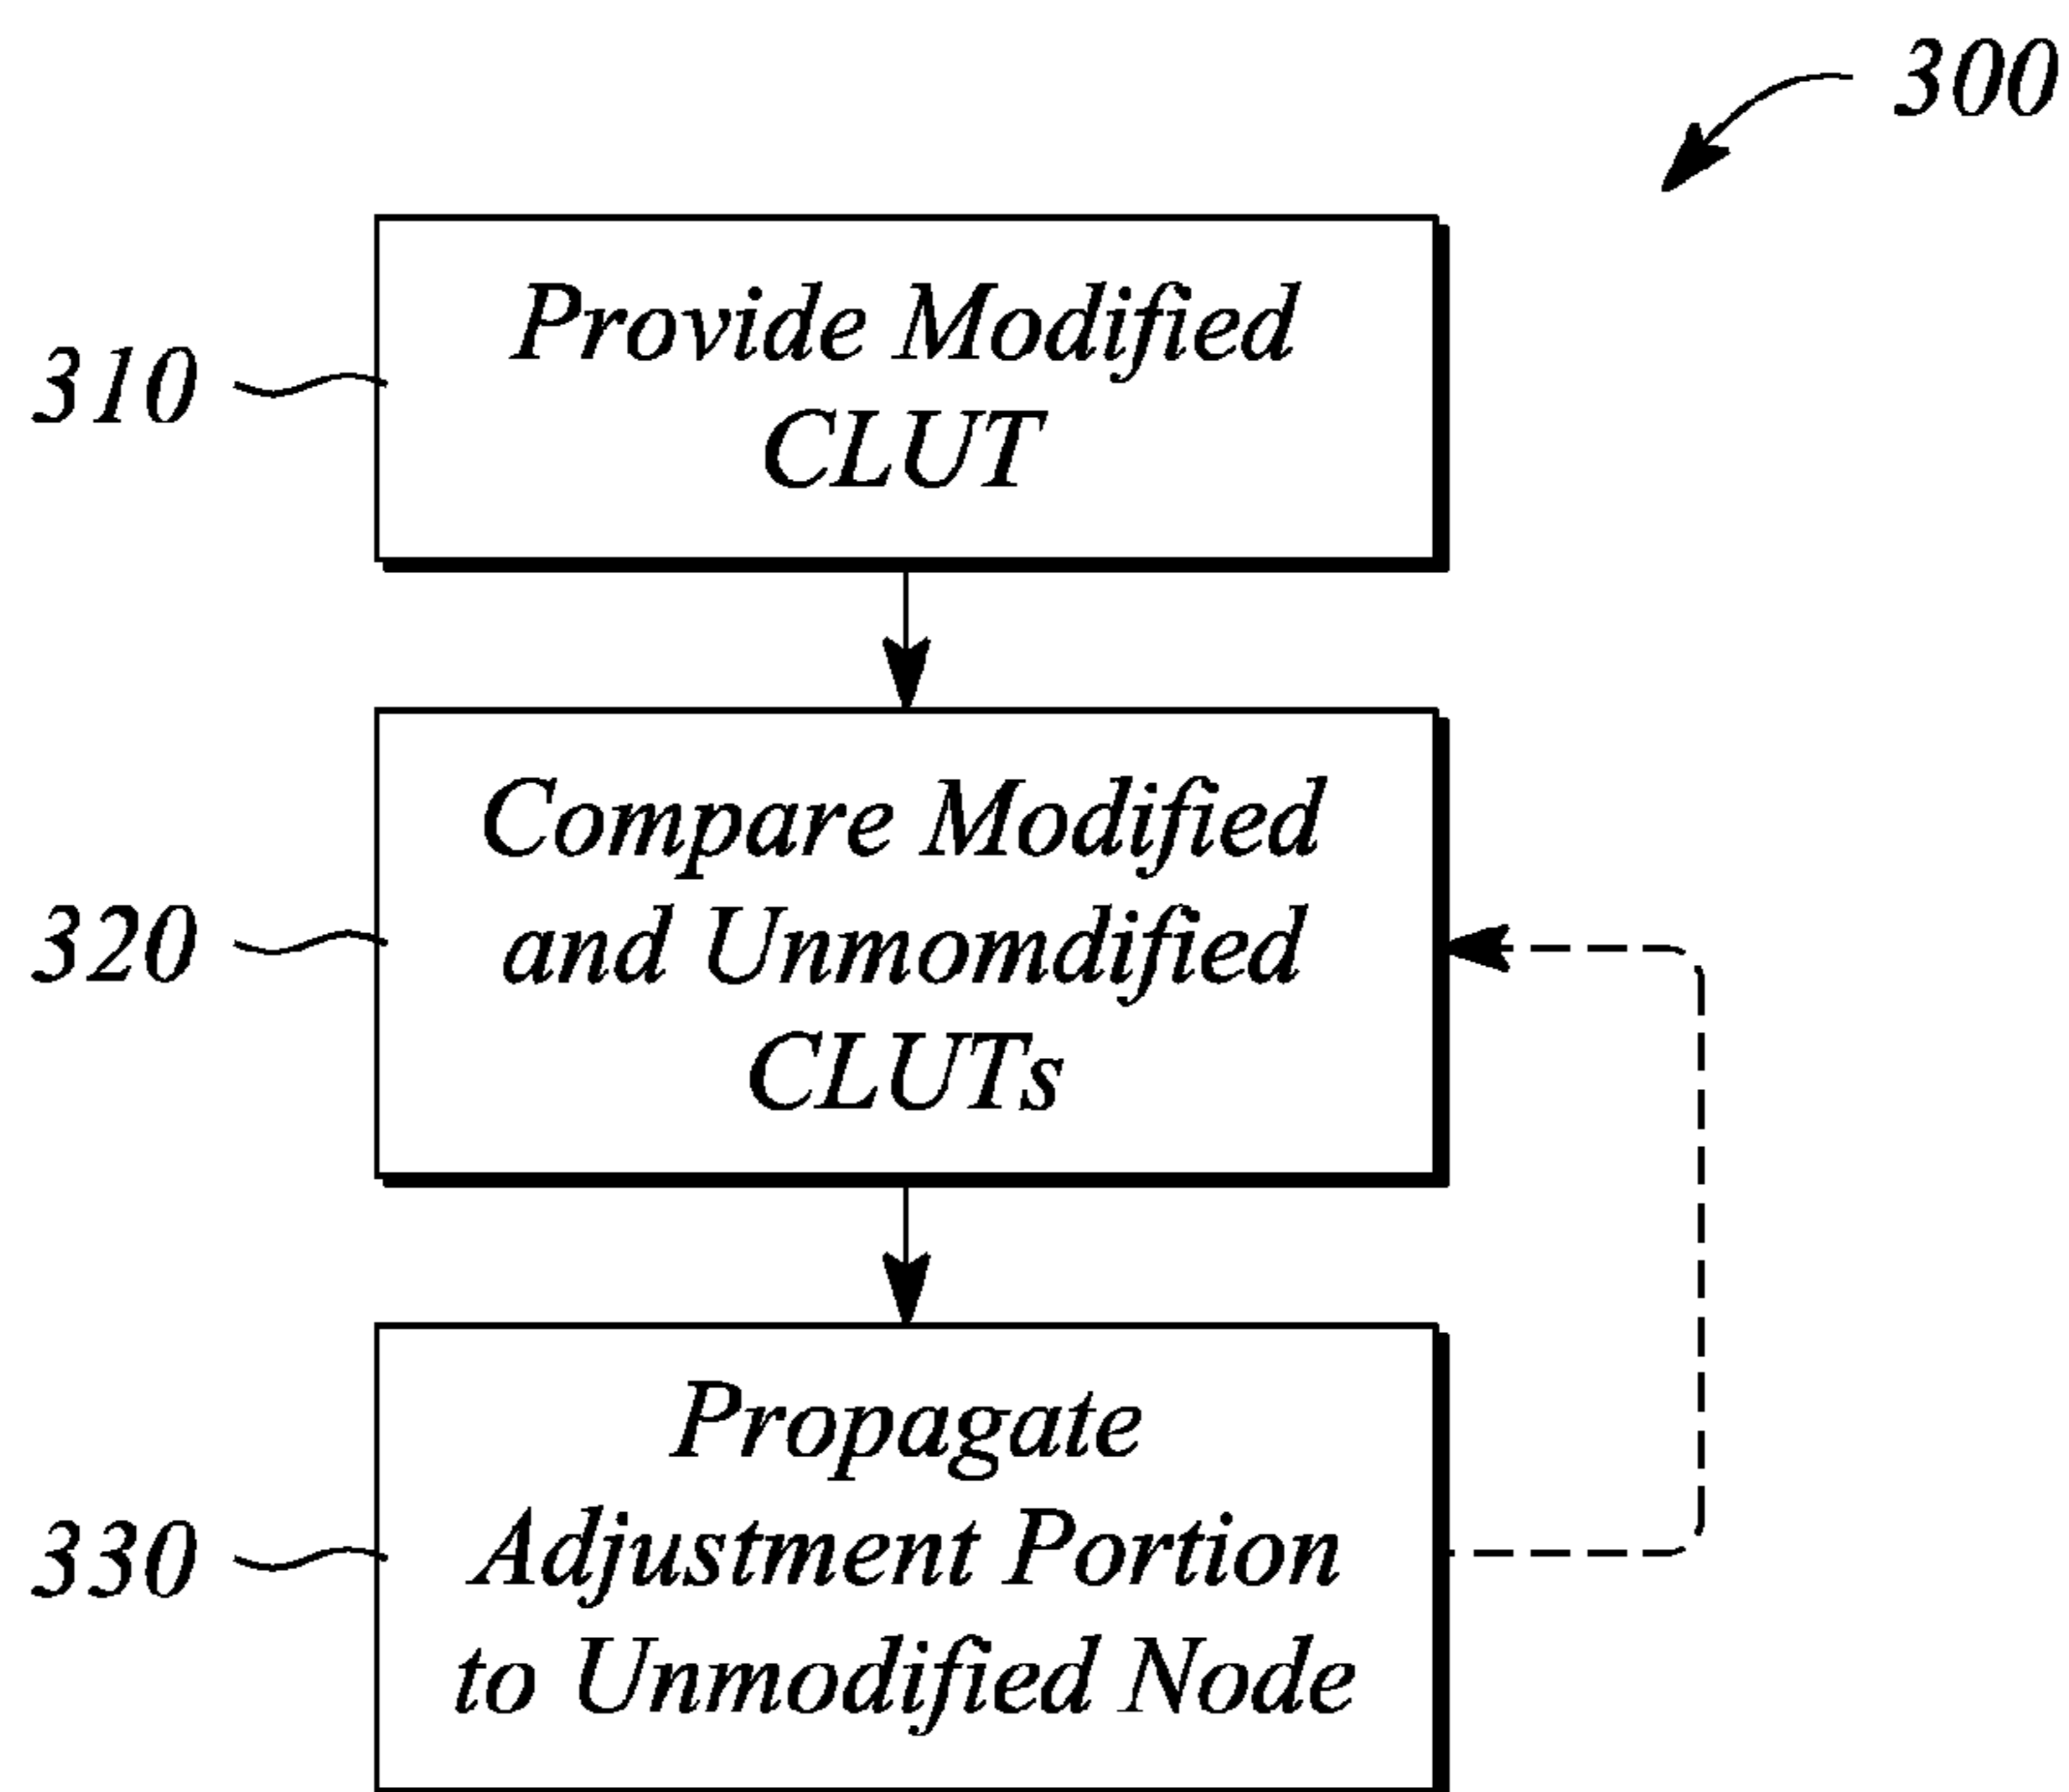 300
310
Provide Modified
CLUT
320
Compare Modified
and Unmomdified
CLUTs
330
Propagate
Adjustment Portion
to Unmodified Node